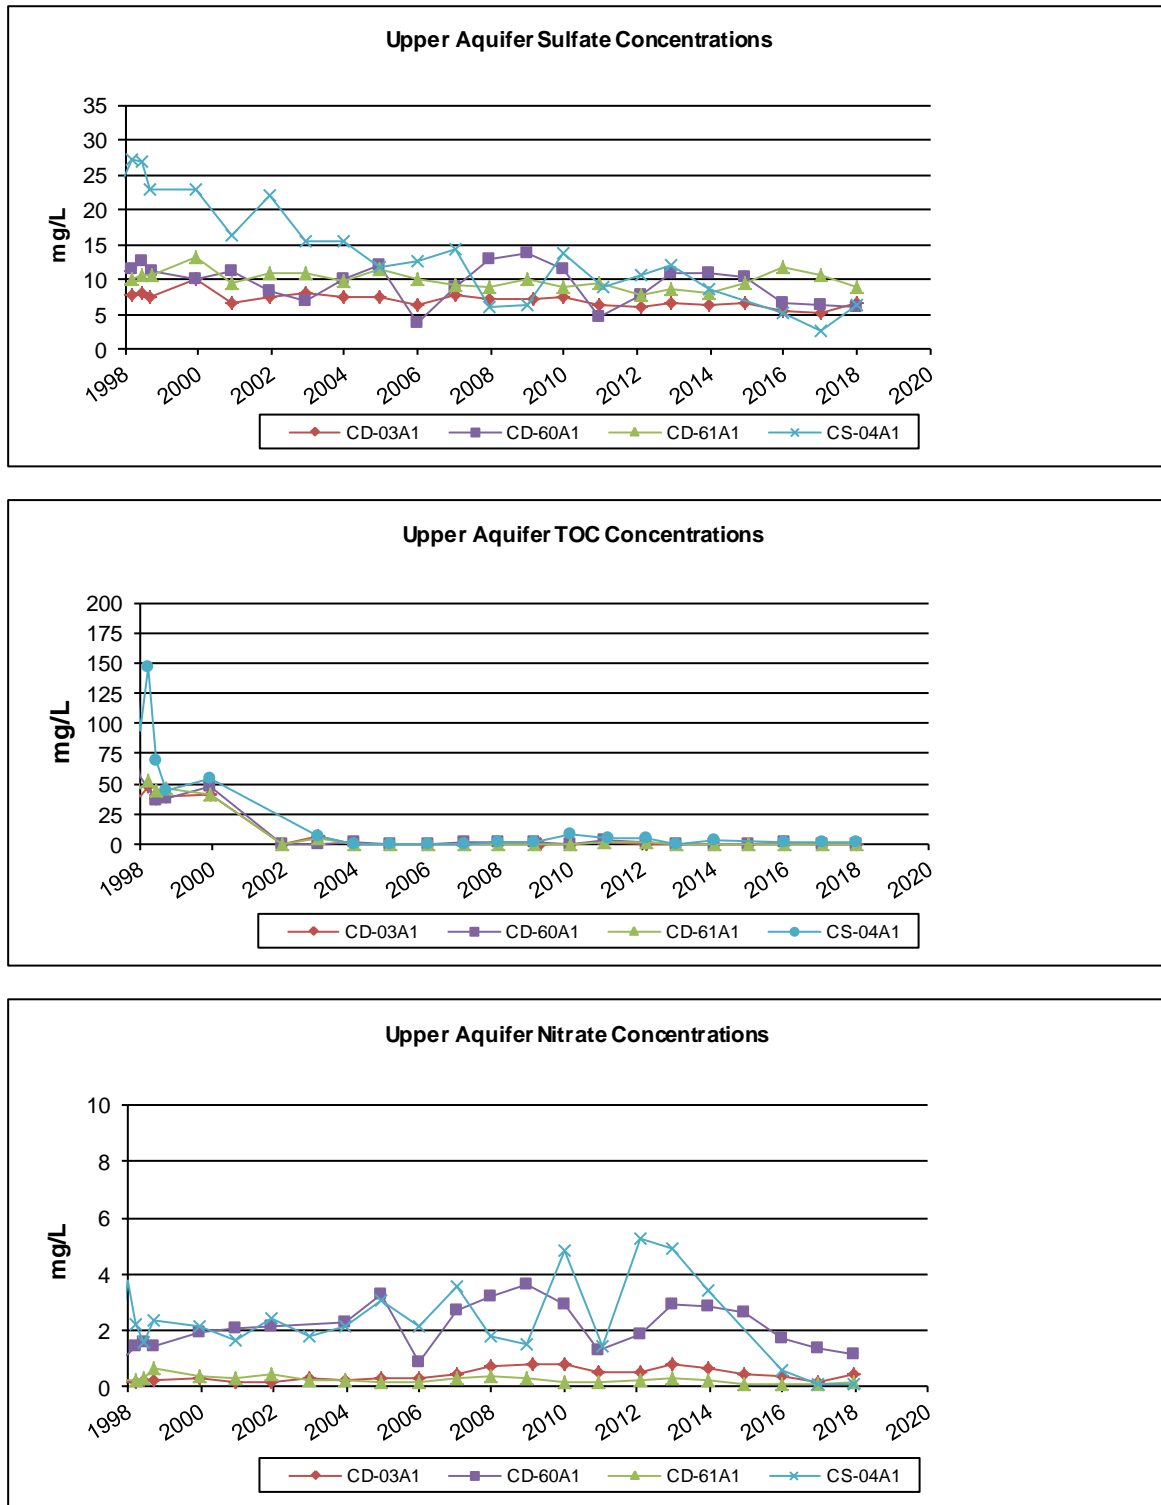 Upper Aquifer Sulfate Concentrations
35
30
25
20
15
10
5
0
mg/L
1998 2000 2002 2004 2006 2008 2010 2012 2014 2016 2018 2020
CD-03A1 CD-60A1 CD-61A1 CS-04A1
Upper Aquifer TOC Concentrations
200
175
150
125
100
75
50
25
0
mg/L
1998 2000 2002 2004 2006 2008 2010 2012 2014 2016 2018 2020
CD-03A1 CD-60A1 CD-61A1 CS-04A1
Upper Aquifer Nitrate Concentrations
10
8
6
4
2
0
mg/L
1998 2000 2002 2004 2006 2008 2010 2012 2014 2016 2018 2020
CD-03A1 CD-60A1 CD-61A1 CS-04A1